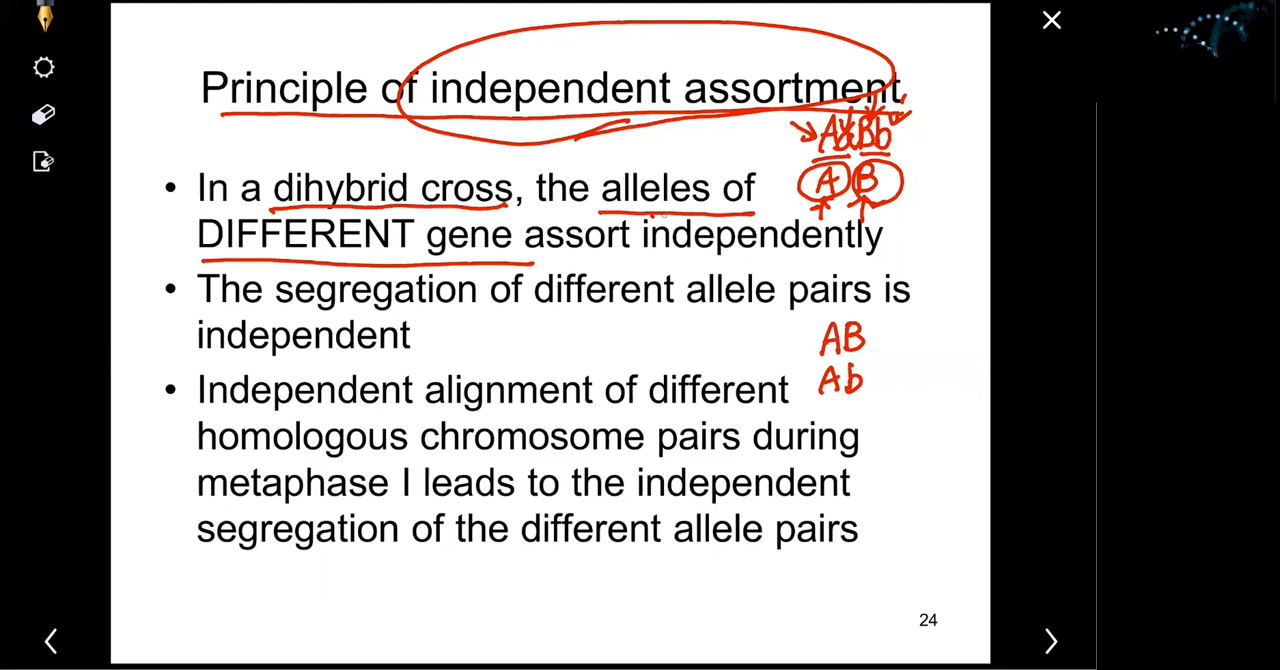 Principle of independent assortment
AaBb
• In a dihybrid cross, the alleles of
A B
DIFFERENT gene assort independently
• The segregation of different allele pairs is
independent
AB
Ab
• Independent alignment of different
homologous chromosome pairs during
metaphase I leads to the independent
segregation of the different allele pairs
24